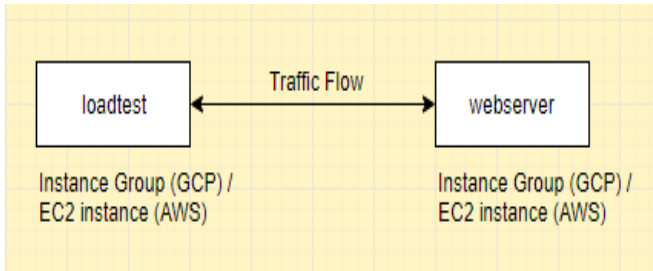 Traffic Flow
loadtest
webserver
Instance Group (GCP) /
EC2 instance (AWS)
Instance Group (GCP) /
EC2 instance (AWS)